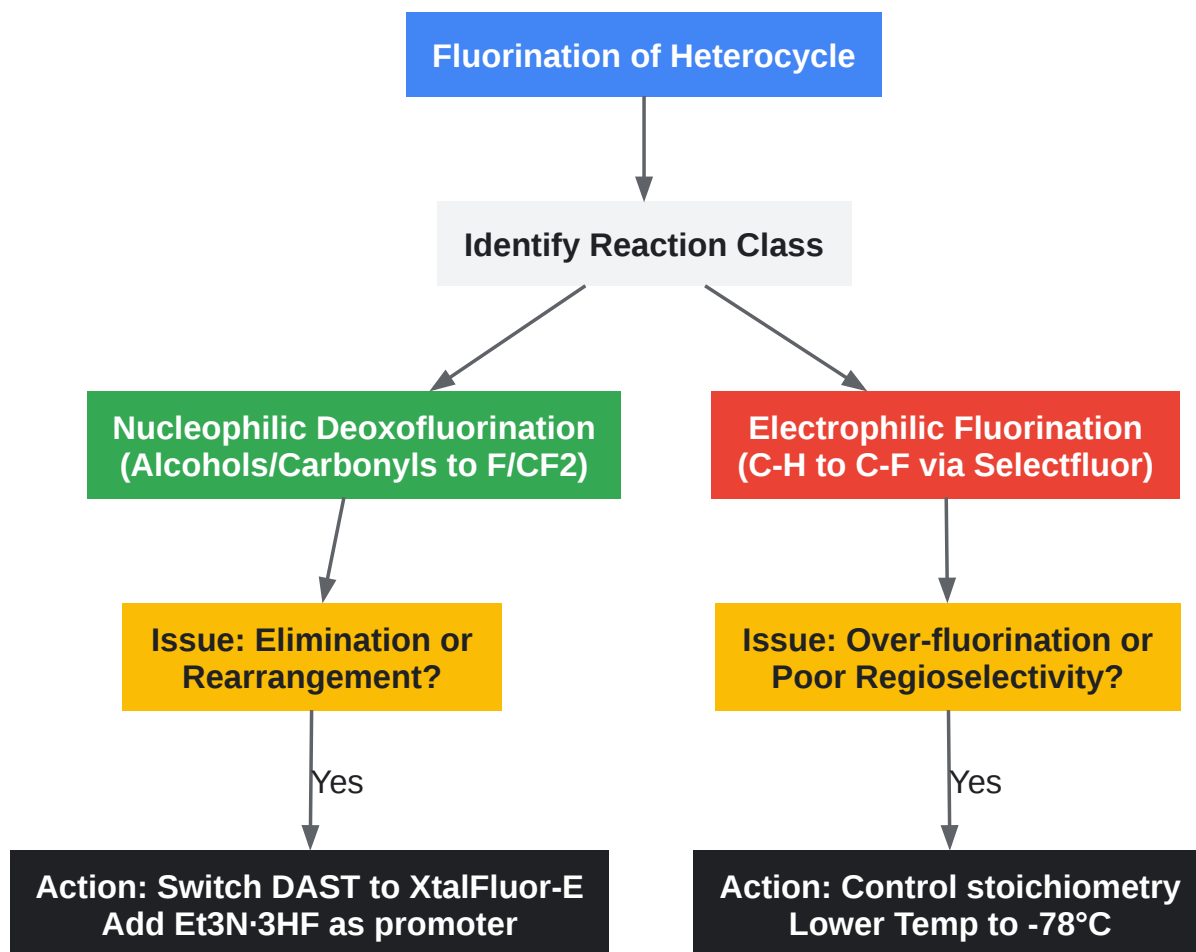 Fluorination of Heterocycle
Identify Reaction Class
Nucleophilic Deoxofluorination
(Alcohols/Carbonyls to F/CF2)
Electrophilic Fluorination
(C-H to C-F via Selectfluor)
Issue: Elimination or
Rearrangement?
Issue: Over-fluorination or
Poor Regioselectivity?
Yes
Yes
Action: Switch DAST to XtalFluor-E
Add Et3N·3HF as promoter
Action: Control stoichiometry
Lower Temp to -78°C